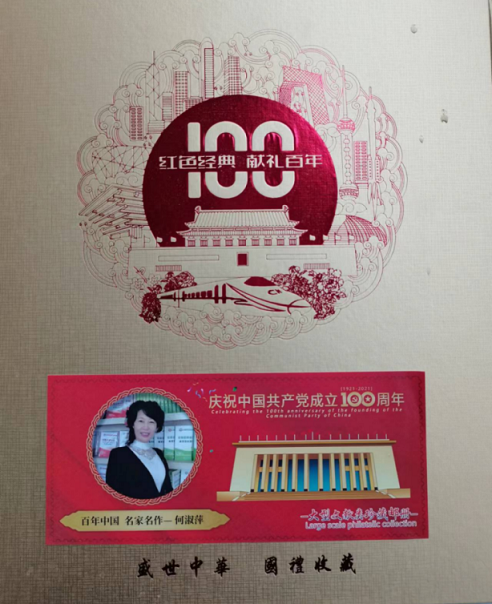 100
红色经典 献礼百年
(1921-2021)
庆祝中国共产党成立100周年
Celebrating the 100th anniversary of the founding of the
Communist Party of China
百年中国 名家名作—何淑萍
—大型文献类珍藏邮册—
Large scale philatelic collection
盛世中華 國禮收藏